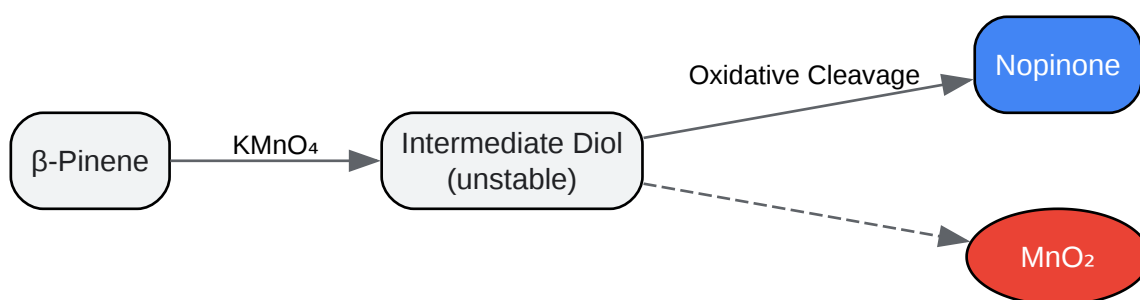 β-Pinene
KMnO₄
Intermediate Diol
(unstable)
Oxidative Cleavage
Nopinone
MnO₂